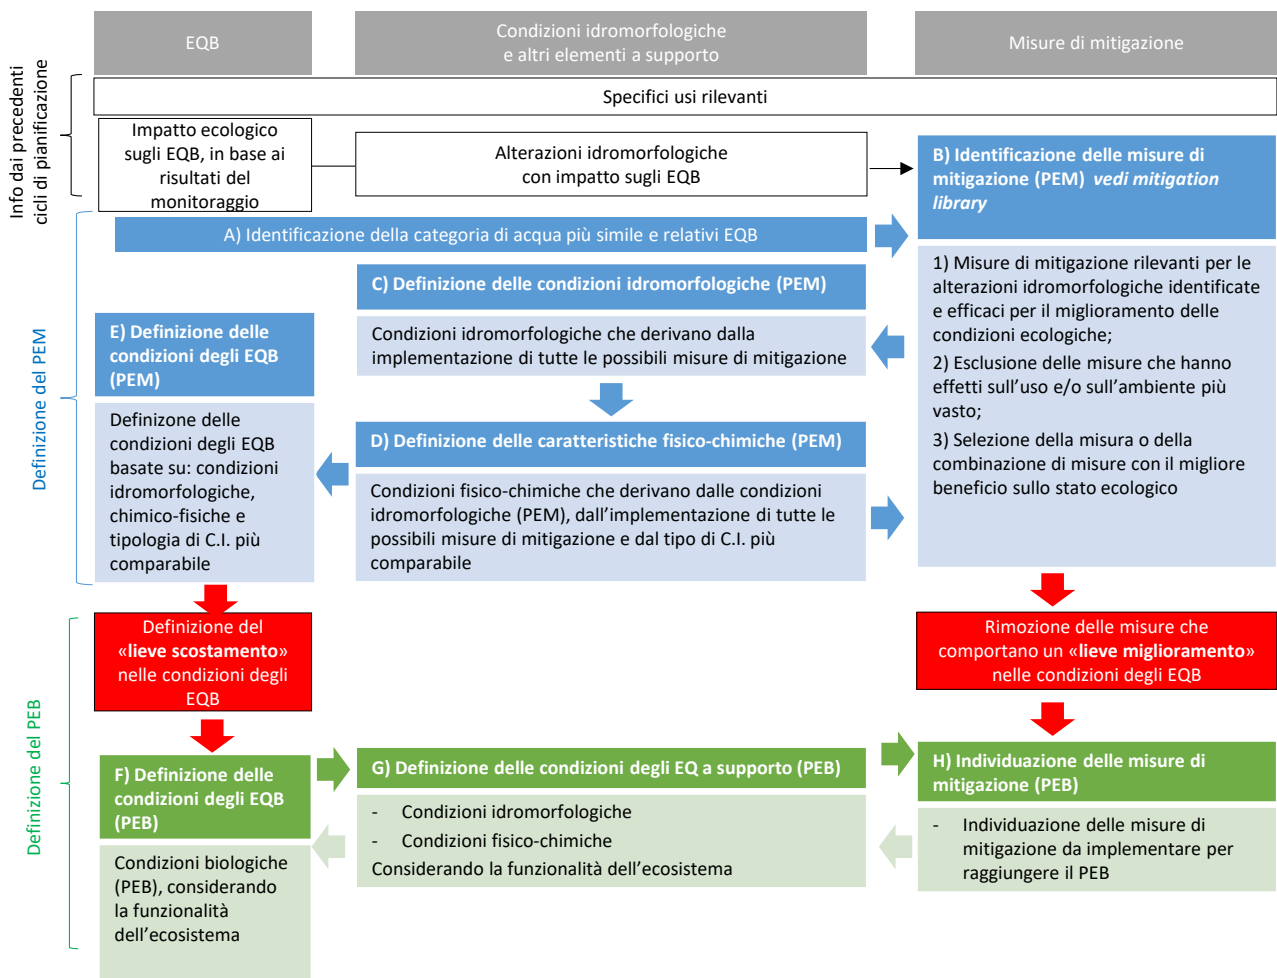 EQB
Condizioni idromorfologiche
e altri elementi a supporto
Misure di mitigazione
Info dai precedenti
cicli di pianificazione
Specifici usi rilevanti
Impatto ecologico
sugli EQB, in base ai
risultati del
monitoraggio
Alterazioni idromorfologiche
con impatto sugli EQB
B) Identificazione delle misure di
mitigazione (PEM) vedi mitigation
library
Definizione del PEM
A) Identificazione della categoria di acqua più simile e relativi EQB
1) Misure di mitigazione rilevanti per le
alterazioni idromorfologiche identificate
e efficaci per il miglioramento delle
condizioni ecologiche;
2) Esclusione delle misure che hanno
effetti sull'uso e/o sull'ambiente più
vasto;
3) Selezione della misura o della
combinazione di misure con il migliore
beneficio sullo stato ecologico
C) Definizione delle condizioni idromorfologiche (PEM)
Condizioni idromorfologiche che derivano dalla
implementazione di tutte le possibili misure di mitigazione
D) Definizione delle caratteristiche fisico-chimiche (PEM)
Condizioni fisico-chimiche che derivano dalle condizioni
idromorfologiche (PEM), dall'implementazione di tutte le
possibili misure di mitigazione e dal tipo di C.I. più
comparabile
E) Definizione delle
condizioni degli EQB
(PEM)
Definizone delle
condizioni degli EQB
basate su: condizioni
idromorfologiche,
chimico-fisiche e
tipologia di C.I. più
comparabile
Definizione del PEB
Definizione del
«lieve scostamento»
nelle condizioni degli
EQB
Rimozione delle misure che
comportano un «lieve miglioramento»
nelle condizioni degli EQB
F) Definizione delle
condizioni degli EQB
(PEB)
Condizioni biologiche
(PEB), considerando
la funzionalità
dell'ecosistema
G) Definizione delle condizioni degli EQ a supporto (PEB)
- Condizioni idromorfologiche
- Condizioni fisico-chimiche
Considerando la funzionalità dell'ecosistema
H) Individuazione delle misure di
mitigazione (PEB)
- Individuazione delle misure di
mitigazione da implementare per
raggiungere il PEB